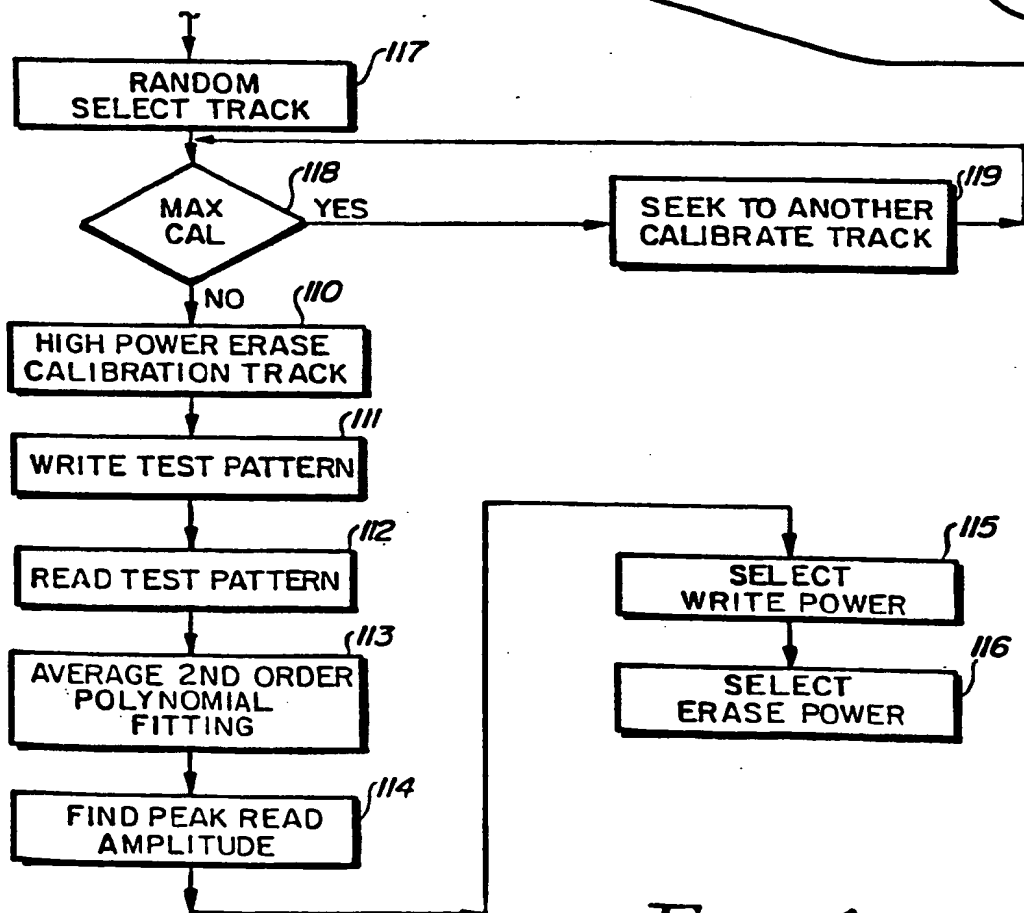 117
RANDOM
SELECT TRACK
118
MAX
CAL
YES
119
SEEK TO ANOTHER
CALIBRATE TRACK
NO
110
HIGH POWER ERASE
CALIBRATION TRACK
111
WRITE TEST PATTERN
112
READ TEST PATTERN
113
AVERAGE 2ND ORDER
POLYNOMIAL
FITTING
114
FIND PEAK READ
AMPLITUDE
115
SELECT
WRITE POWER
116
SELECT
ERASE POWER